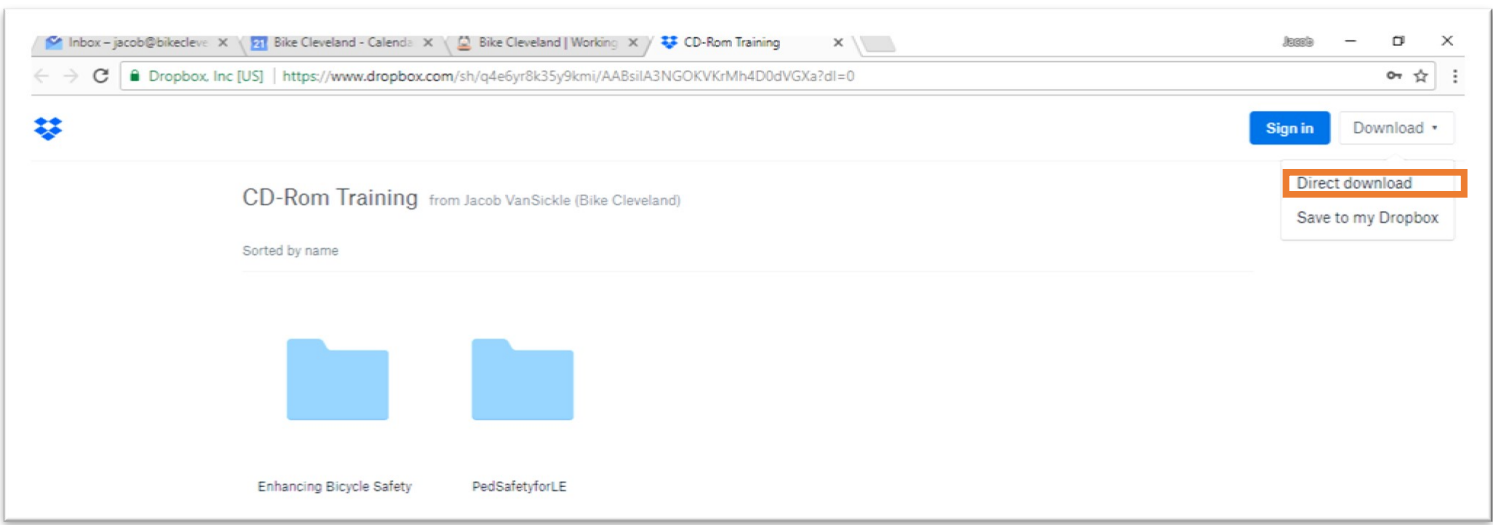 Inbox – jacob@bikecleve
21 Bike Cleveland - Calenda
Bike Cleveland | Working
CD-Rom Training
Jacob
Dropbox, Inc [US] | https://www.dropbox.com/sh/q4e6yr8k35y9kmi/AABsilA3NGOKVKrMh4D0dVGXa?dl=0
Sign in
Download
Direct download
Save to my Dropbox
CD-Rom Training from Jacob VanSickle (Bike Cleveland)
Sorted by name
Enhancing Bicycle Safety
PedSafetyforLE